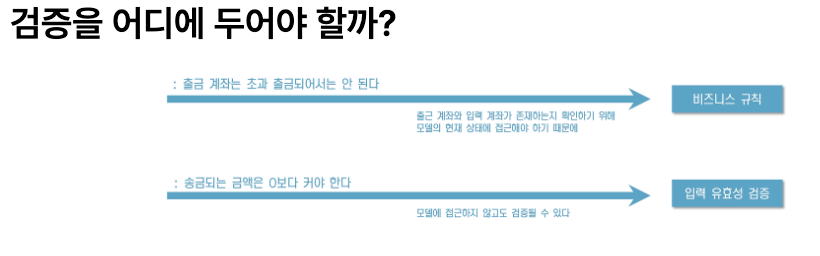 검증을 어디에 두어야 할까?
: 출금 계좌는 초과 출금되어서는 안 된다
비즈니스 규칙
출근 계좌와 입력 계좌가 존재하는지 확인하기 위해
모델의 현재 상태에 접근해야 하기 때문에
: 송금되는 금액은 0보다 커야 한다
입력 유효성 검증
모델에 접근하지 않고도 검증될 수 있다